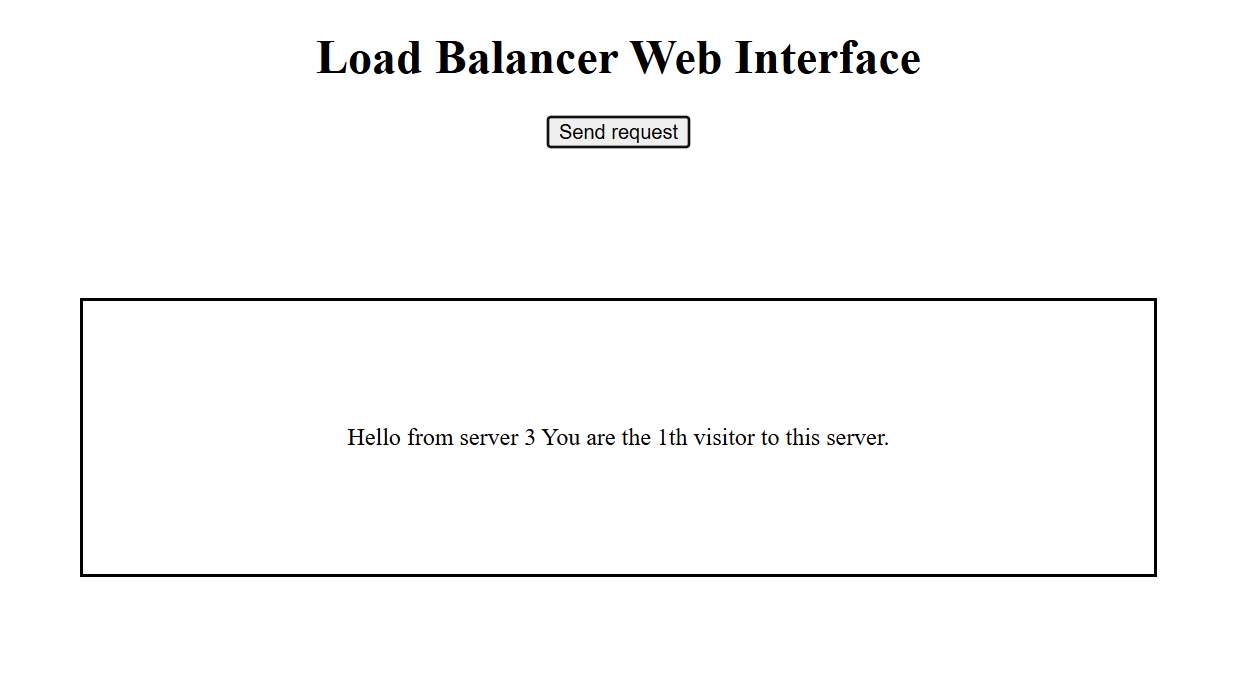 Load Balancer Web Interface
Send request
Hello from server 3 You are the 1th visitor to this server.